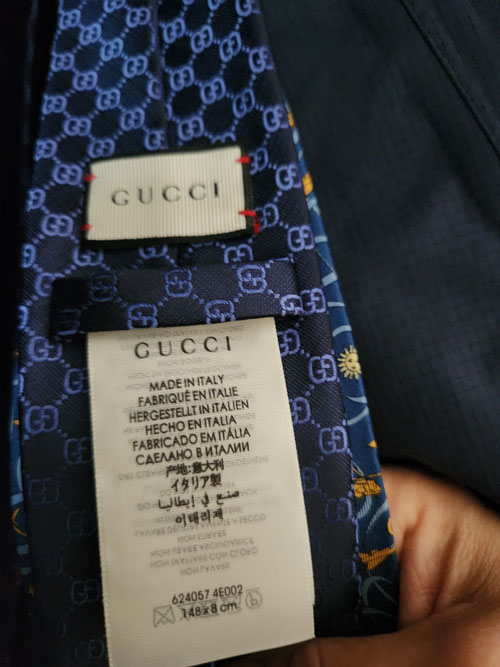 GUCCI
GUCCI
MADE IN ITALY
FABRIQUÉ EN ITALIE
HERGESTELLT IN ITALIEN
HECHO EN ITALIA
FABRICADO EM ITÁLIA
СДЕЛАНО В ИТАЛИИ
产地:意大利
イタリア製
صنع في إيطاليا
이태리제
624057 4E002
148 x 8 cm